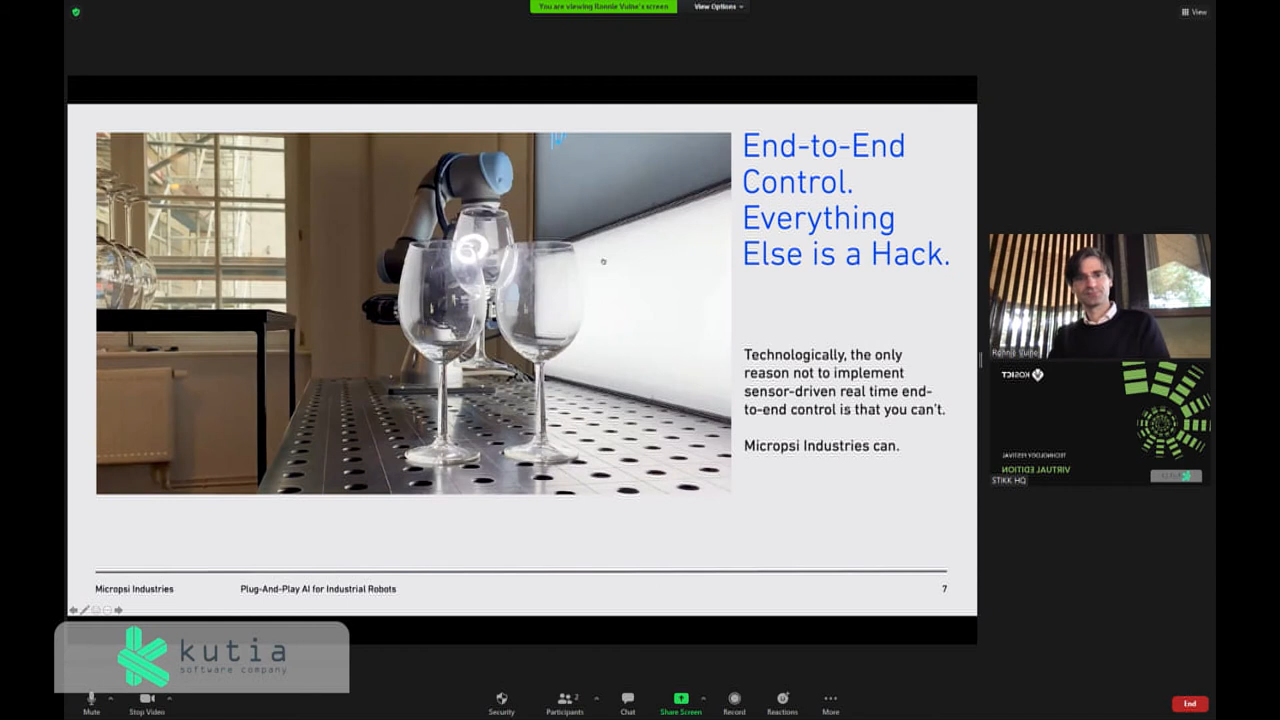 You are viewing Ronnie Vuine's screen
View Options
View
End-to-End
Control.
Everything
Else is a Hack.
Technologically, the only
reason not to implement
sensor-driven real time end-
to-end control is that you can't.
Micropsi Industries can.
Micropsi Industries
Plug-And-Play AI for Industrial Robots
7
Ronnie Vuine
KOSICT
TECHNOLOGY FESTIVAL
VIRTUAL EDITION
STIKK HQ
kutia
software company
Mute
Stop Video
Security
Participants
2
Chat
Share Screen
Record
Reactions
More
End